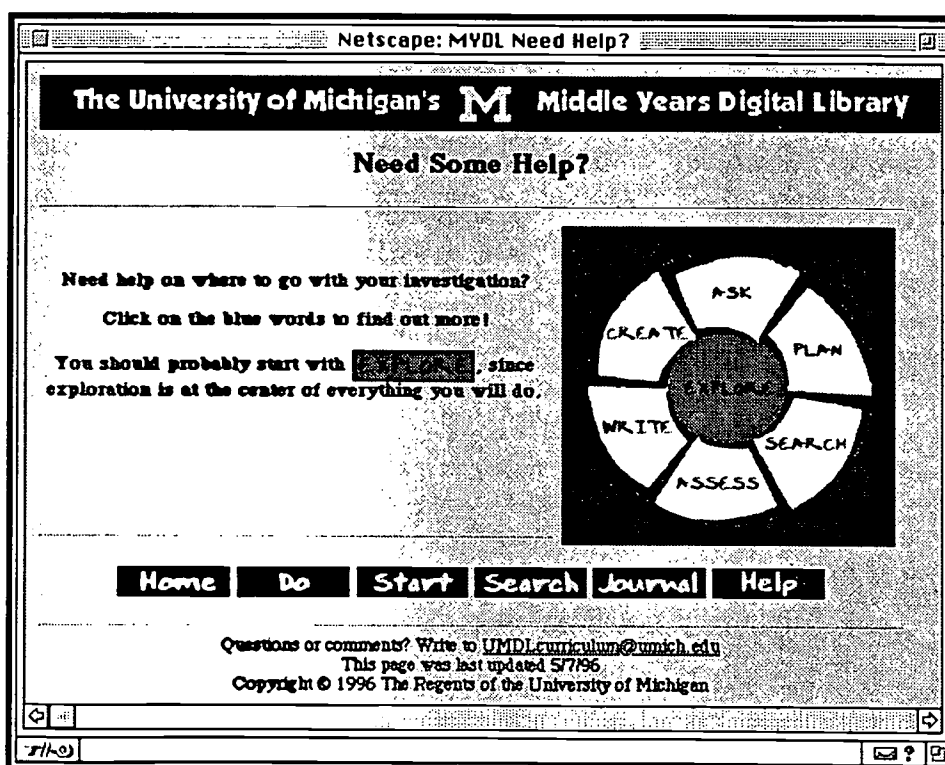 Netscape: MYDL Need Help?
The University of Michigan's M Middle Years Digital Library
Need Some Help?
Need help on where to go with your investigation?
Click on the blue words to find out more!
You should probably start with EXPLORE, since
exploration is at the center of everything you will do.
ASK
PLAN
SEARCH
ASSESS
WRITE
CREATE
EXPLORE
Home Do Start Search Journal Help
Questions or comments? Write to UMDLcurriculum@umich.edu
This page was last updated 5/7/96
Copyright © 1996 The Regents of the University of Michigan
?